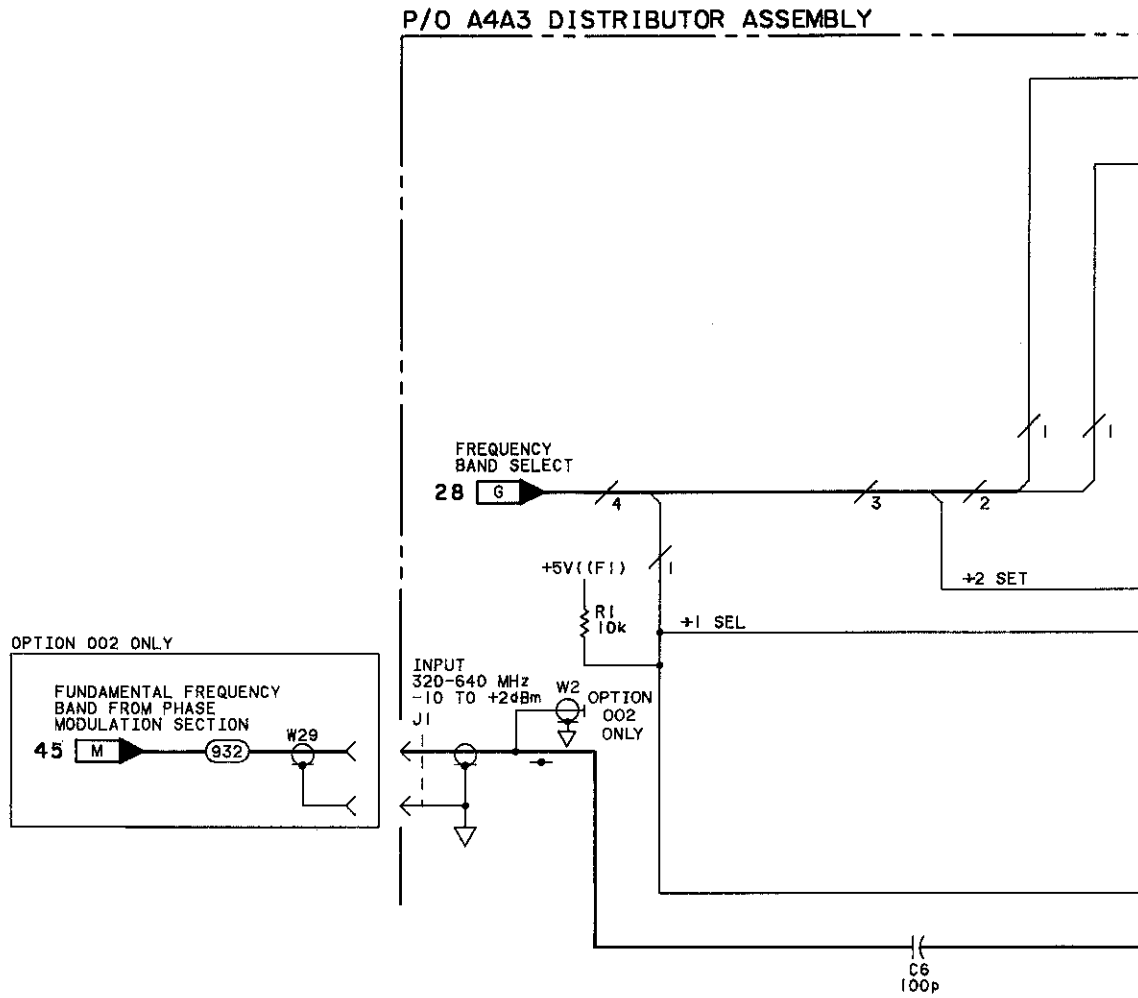 P/O A4A3 DISTRIBUTOR ASSEMBLY
1
1
FREQUENCY
BAND SELECT
28 G
4
3
2
+5V((F1)
1
÷2 SET
R1
10k
÷1 SEL
OPTION 002 ONLY
INPUT
320-640 MHz
-10 TO +2dBm
J1
W2
OPTION
002
ONLY
FUNDAMENTAL FREQUENCY
BAND FROM PHASE
MODULATION SECTION
45 M
932
W29
C6
100p